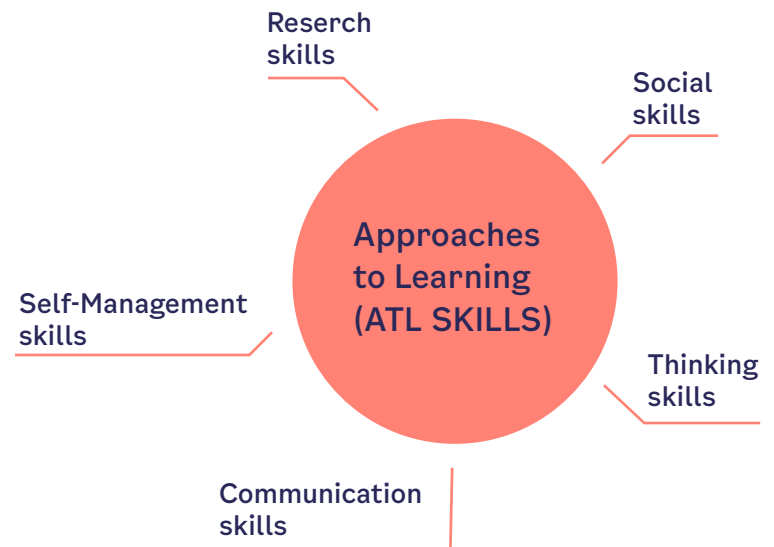 Reserch
skills
Social
skills
Approaches
to Learning
(ATL SKILLS)
Self-Management
skills
Thinking
skills
Communication
skills